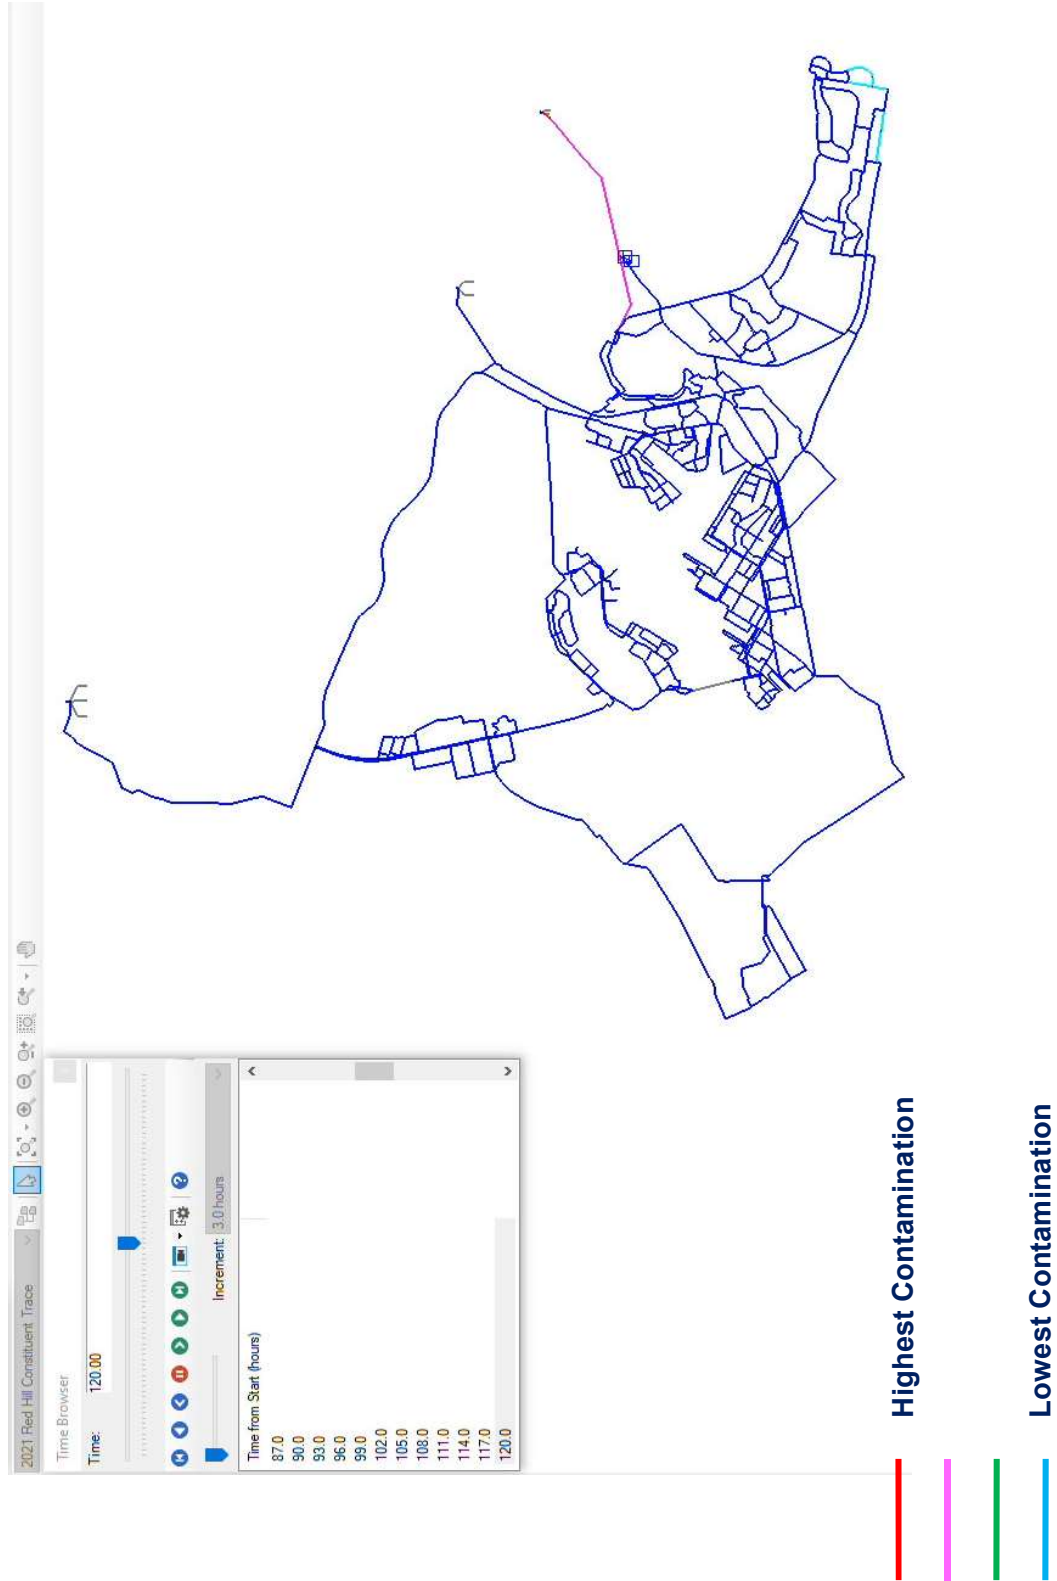 2021 Red Hill Constituent Trace
Time Browser
Time:
120.00
Increment:
3.0 hours
Time from Start (hours)
87.0
90.0
93.0
96.0
99.0
102.0
105.0
108.0
111.0
114.0
117.0
120.0
Highest Contamination
Lowest Contamination